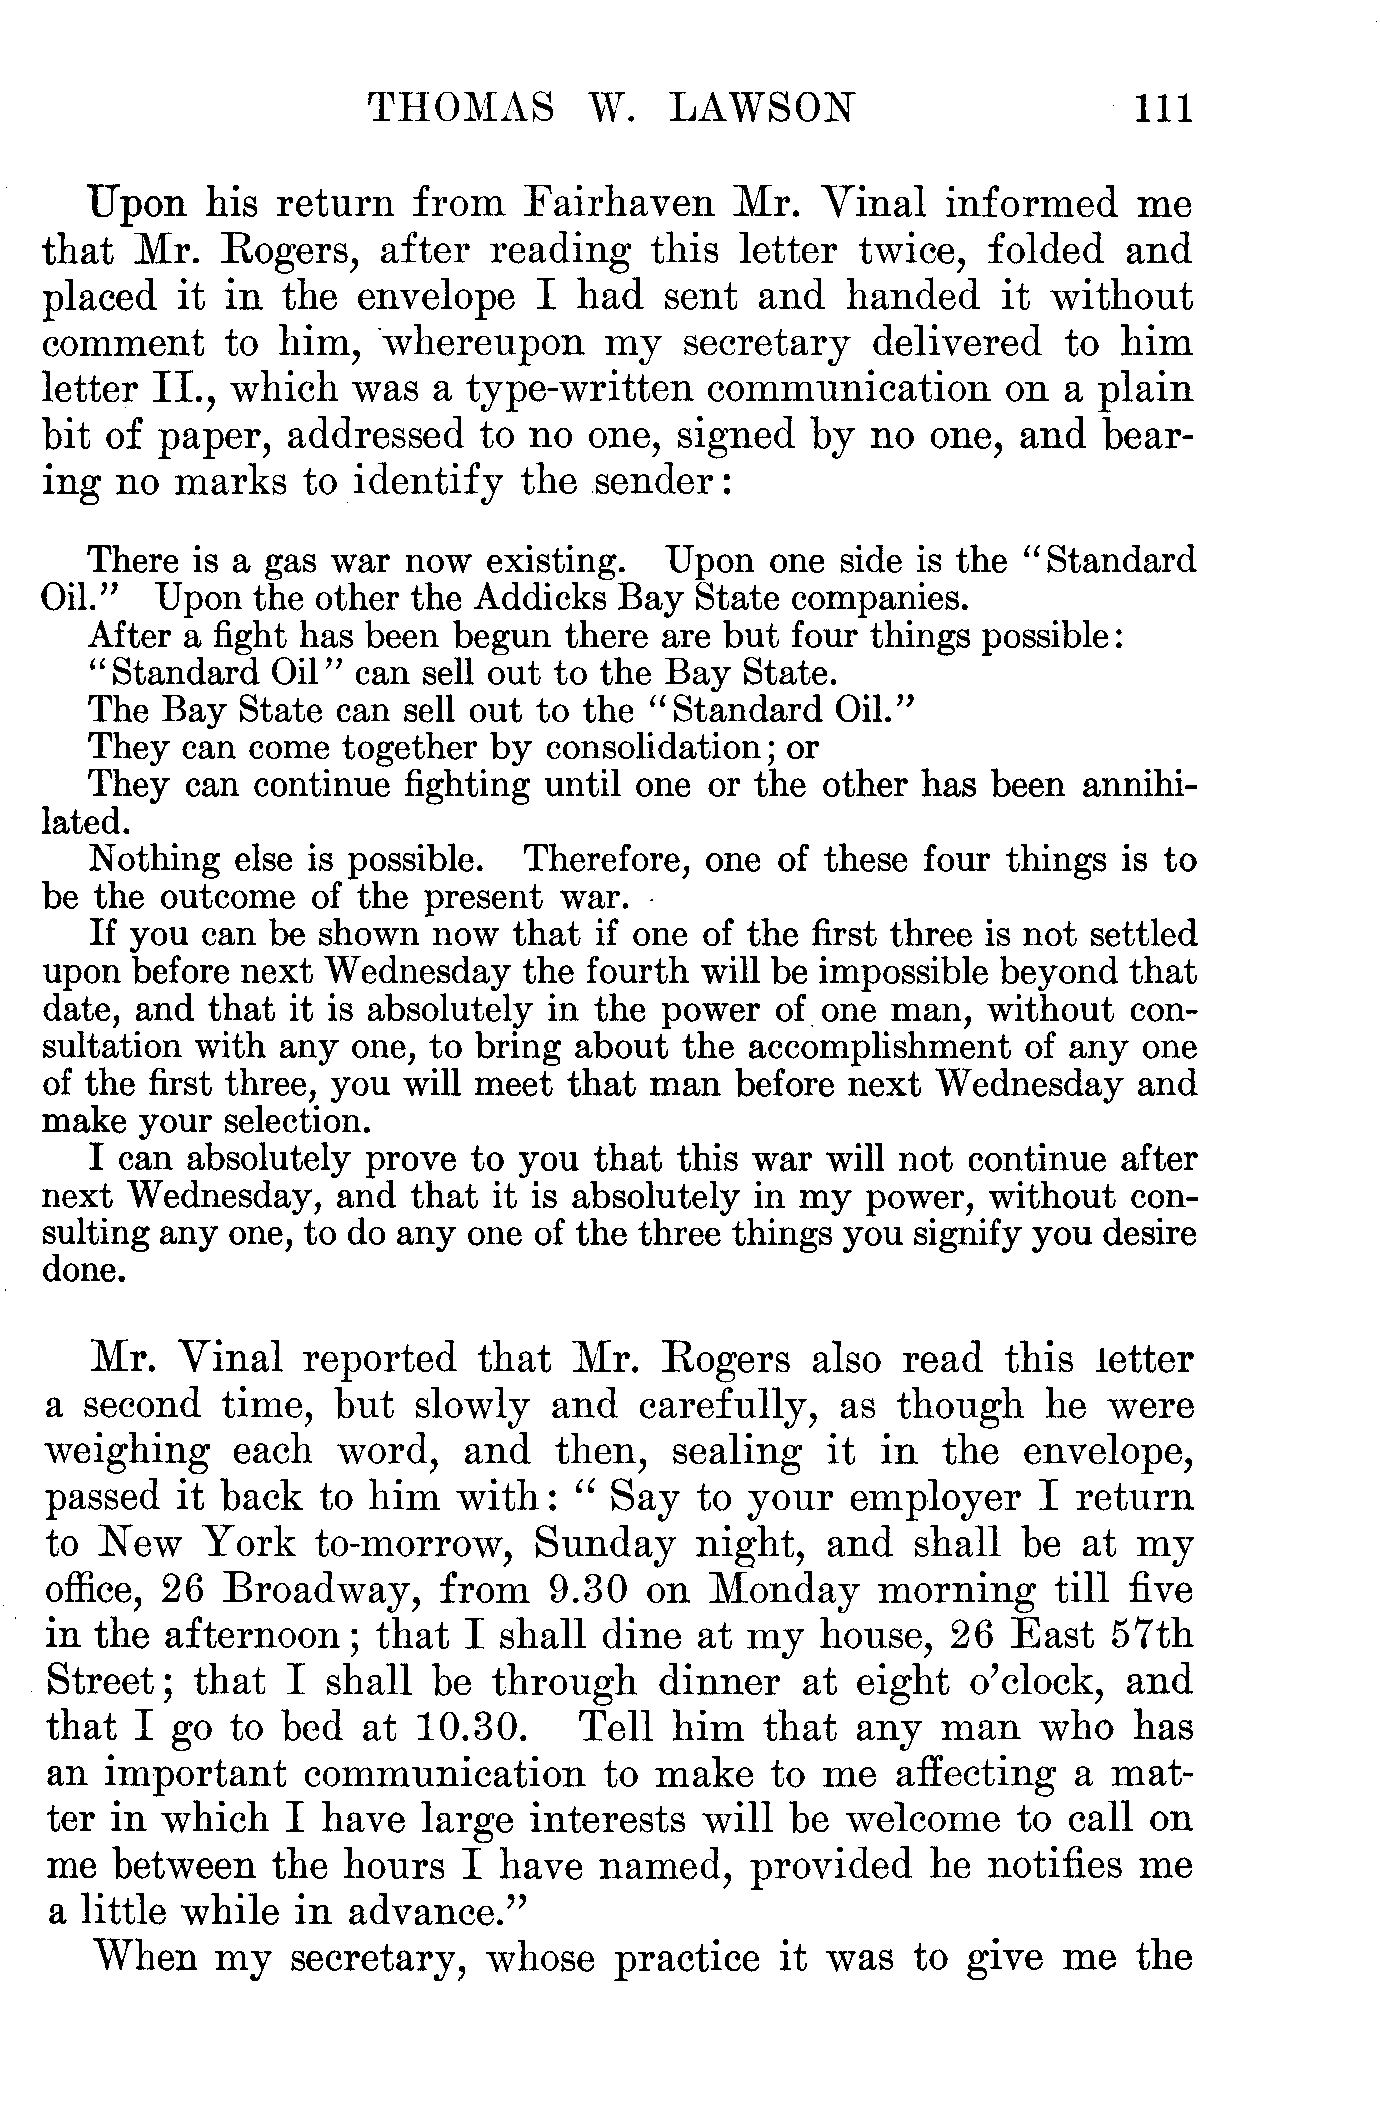 THOMAS W. LAWSON 111
Upon his return from Fairhaven Mr. Vinal informed me
that Mr. Rogers, after reading this letter twice, folded and
placed it in the envelope I had sent and handed it without
comment to him, whereupon my secretary delivered to him
letter II., which was a type-written communication on a plain
bit of paper, addressed to no one, signed by no one, and bear-
ing no marks to identify the sender:
There is a gas war now existing. Upon one side is the “Standard
Oil.” Upon the other the Addicks Bay State companies.
After a fight has been begun there are but four things possible:
“Standard Oil” can sell out to the Bay State.
The Bay State can sell out to the “Standard Oil.”
They can come together by consolidation; or
They can continue fighting until one or the other has been annihi-
lated.
Nothing else is possible. Therefore, one of these four things is to
be the outcome of the present war.
If you can be shown now that if one of the first three is not settled
upon before next Wednesday the fourth will be impossible beyond that
date, and that it is absolutely in the power of one man, without con-
sultation with any one, to bring about the accomplishment of any one
of the first three, you will meet that man before next Wednesday and
make your selection.
I can absolutely prove to you that this war will not continue after
next Wednesday, and that it is absolutely in my power, without con-
sulting any one, to do any one of the three things you signify you desire
done.
Mr. Vinal reported that Mr. Rogers also read this letter
a second time, but slowly and carefully, as though he were
weighing each word, and then, sealing it in the envelope,
passed it back to him with: “ Say to your employer I return
to New York to-morrow, Sunday night, and shall be at my
office, 26 Broadway, from 9.30 on Monday morning till five
in the afternoon; that I shall dine at my house, 26 East 57th
Street; that I shall be through dinner at eight o’clock, and
that I go to bed at 10.30. Tell him that any man who has
an important communication to make to me affecting a mat-
ter in which I have large interests will be welcome to call on
me between the hours I have named, provided he notifies me
a little while in advance.”
When my secretary, whose practice it was to give me the